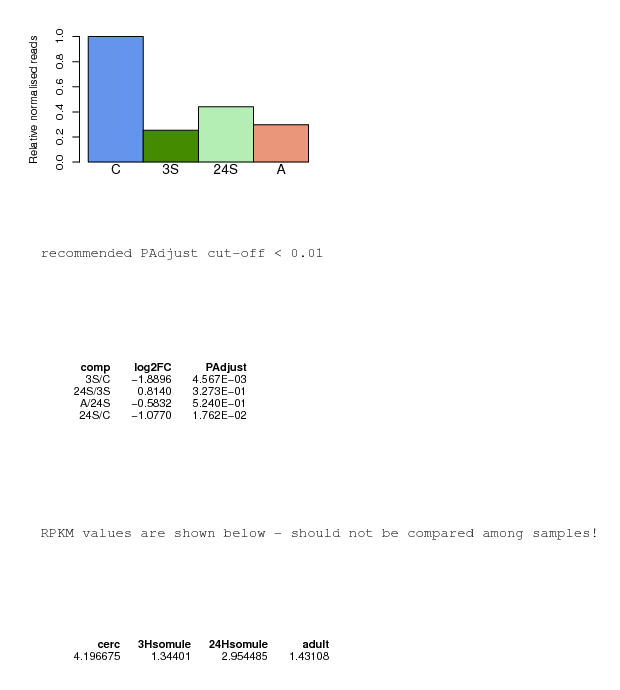 Relative normalised reads
1.0
0.8
0.6
0.4
0.2
0.0
C 3S 24S A
recommended PAdjust cut-off < 0.01
comp log2FC PAdjust
3S/C −1.8896 4.567E−03
24S/3S 0.8140 3.273E−01
A/24S −0.5832 5.240E−01
24S/C −1.0770 1.762E−02
RPKM values are shown below - should not be compared among samples!
cerc 3Hsomule 24Hsomule adult
4.196675 1.34401 2.954485 1.43108